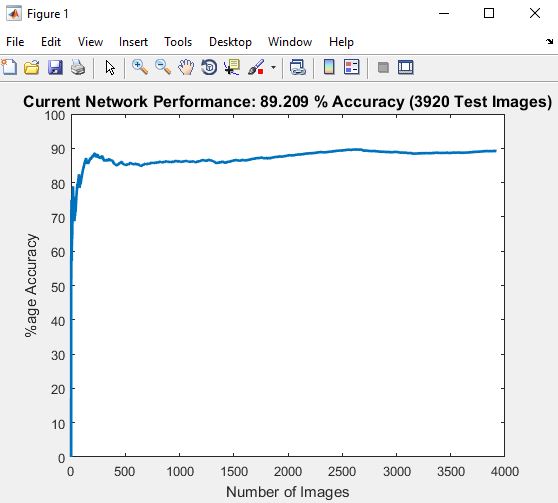 Figure 1
File Edit View Insert Tools Desktop Window Help
Current Network Performance: 89.209 % Accuracy (3920 Test Images)
100
90
80
70
60
50
40
30
20
10
0
%age Accuracy
0 500 1000 1500 2000 2500 3000 3500 4000
Number of Images